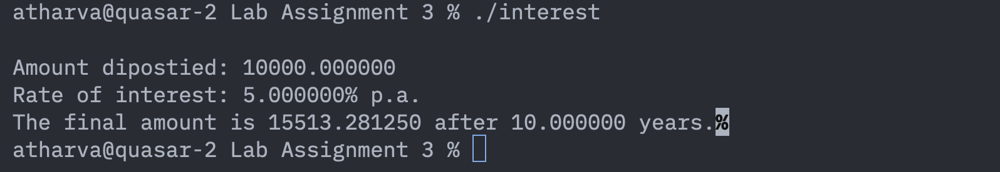 atharva@quasar-2 Lab Assignment 3 % ./interest
Amount dipostied: 10000.000000
Rate of interest: 5.000000% p.a.
The final amount is 15513.281250 after 10.000000 years.%
atharva@quasar-2 Lab Assignment 3 %